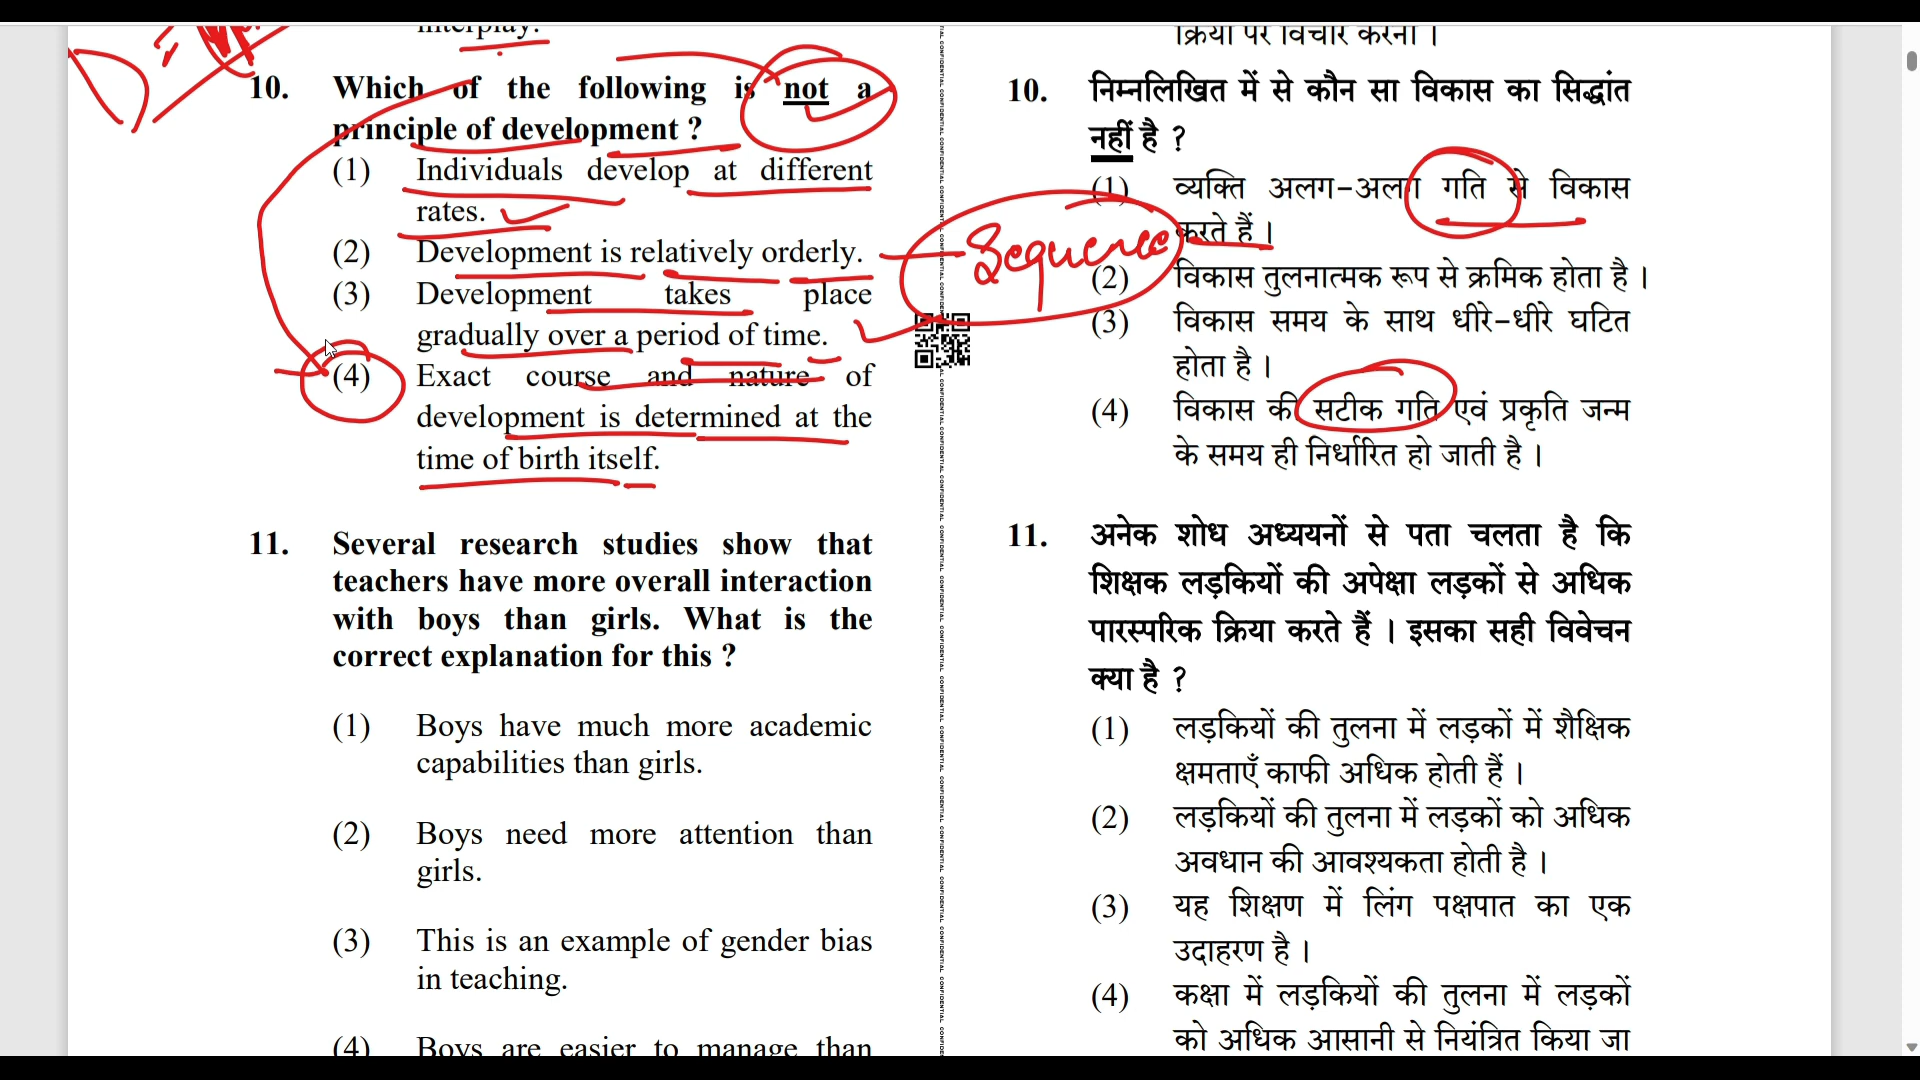 interplay.
10. Which of the following is not a
principle of development ?
(1) Individuals develop at different
rates.
(2) Development is relatively orderly.
(3) Development takes place
gradually over a period of time.
(4) Exact course and nature of
development is determined at the
time of birth itself.
11. Several research studies show that
teachers have more overall interaction
with boys than girls. What is the
correct explanation for this ?
(1) Boys have much more academic
capabilities than girls.
(2) Boys need more attention than
girls.
(3) This is an example of gender bias
in teaching.
(4) Boys are easier to manage than
Sequence
क्रिया पर विचार करना ।
10. निम्नलिखित में से कौन सा विकास का सिद्धांत
नहीं है ?
(1) व्यक्ति अलग-अलग गति से विकास
करते हैं ।
(2) विकास तुलनात्मक रूप से क्रमिक होता है ।
(3) विकास समय के साथ धीरे-धीरे घटित
होता है ।
(4) विकास की सटीक गति एवं प्रकृति जन्म
के समय ही निर्धारित हो जाती है ।
11. अनेक शोध अध्ययनों से पता चलता है कि
शिक्षक लड़कियों की अपेक्षा लड़कों से अधिक
पारस्परिक क्रिया करते हैं । इसका सही विवेचन
क्या है ?
(1) लड़कियों की तुलना में लड़कों में शैक्षिक
क्षमताएँ काफी अधिक होती हैं ।
(2) लड़कियों की तुलना में लड़कों को अधिक
अवधान की आवश्यकता होती है ।
(3) यह शिक्षण में लिंग पक्षपात का एक
उदाहरण है ।
(4) कक्षा में लड़कियों की तुलना में लड़कों
को अधिक आसानी से नियंत्रित किया जा